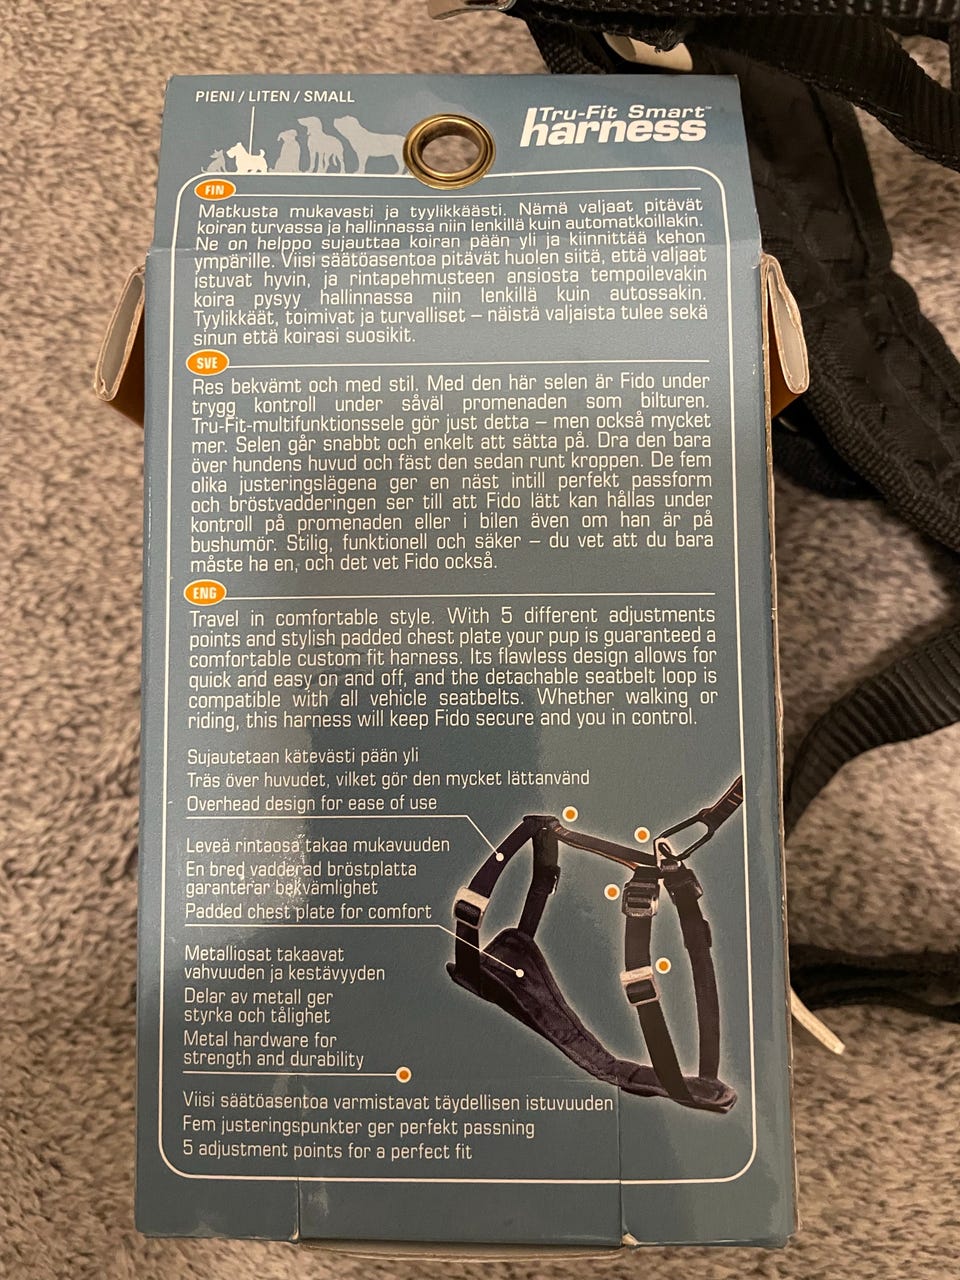 PIENI / LITEN / SMALL
Tru-Fit Smart™
harness
FIN
Matkusta mukavasti ja tyylikkäästi. Nämä valjaat pitävät
koiran turvassa ja hallinnassa niin lenkillä kuin automatkoillakin.
Ne on helppo sujauttaa koiran pään yli ja kiinnittää kehon
ympärille. Viisi säätöasentoa pitävät huolen siitä, että valjaat
istuvat hyvin, ja rintapehmusteen ansiosta tempoilevakin
koira pysyy hallinnassa niin lenkillä kuin autossakin.
Tyylikkäät, toimivat ja turvalliset – näistä valjaista tulee sekä
sinun että koirasi suosikit.
SVE
Res bekvämt och med stil. Med den här selen är Fido under
trygg kontroll under såväl promenaden som bilturen.
Tru-Fit-multifunktionssele gör just detta – men också mycket
mer. Selen går snabbt och enkelt att sätta på. Dra den bara
över hundens huvud och fäst den sedan runt kroppen. De fem
olika justeringslägena ger en näst intill perfekt passform
och bröstvadderingen ser till att Fido lätt kan hållas under
kontroll på promenaden eller i bilen även om han är på
bushumör. Stilig, funktionell och säker – du vet att du bara
måste ha en, och det vet Fido också.
ENG
Travel in comfortable style. With 5 different adjustments
points and stylish padded chest plate your pup is guaranteed a
comfortable custom fit harness. Its flawless design allows for
quick and easy on and off, and the detachable seatbelt loop is
compatible with all vehicle seatbelts. Whether walking or
riding, this harness will keep Fido secure and you in control.
Sujautetaan kätevästi pään yli
Träs över huvudet, vilket gör den mycket lättanvänd
Overhead design for ease of use
Leveä rintaosa takaa mukavuuden
En bred vadderad bröstplatta
garanterar bekvämlighet
Padded chest plate for comfort
Metalliosat takaavat
vahvuuden ja kestävyyden
Delar av metall ger
styrka och tålighet
Metal hardware for
strength and durability
Viisi säätöasentoa varmistavat täydellisen istuvuuden
Fem justeringspunkter ger perfekt passning
5 adjustment points for a perfect fit